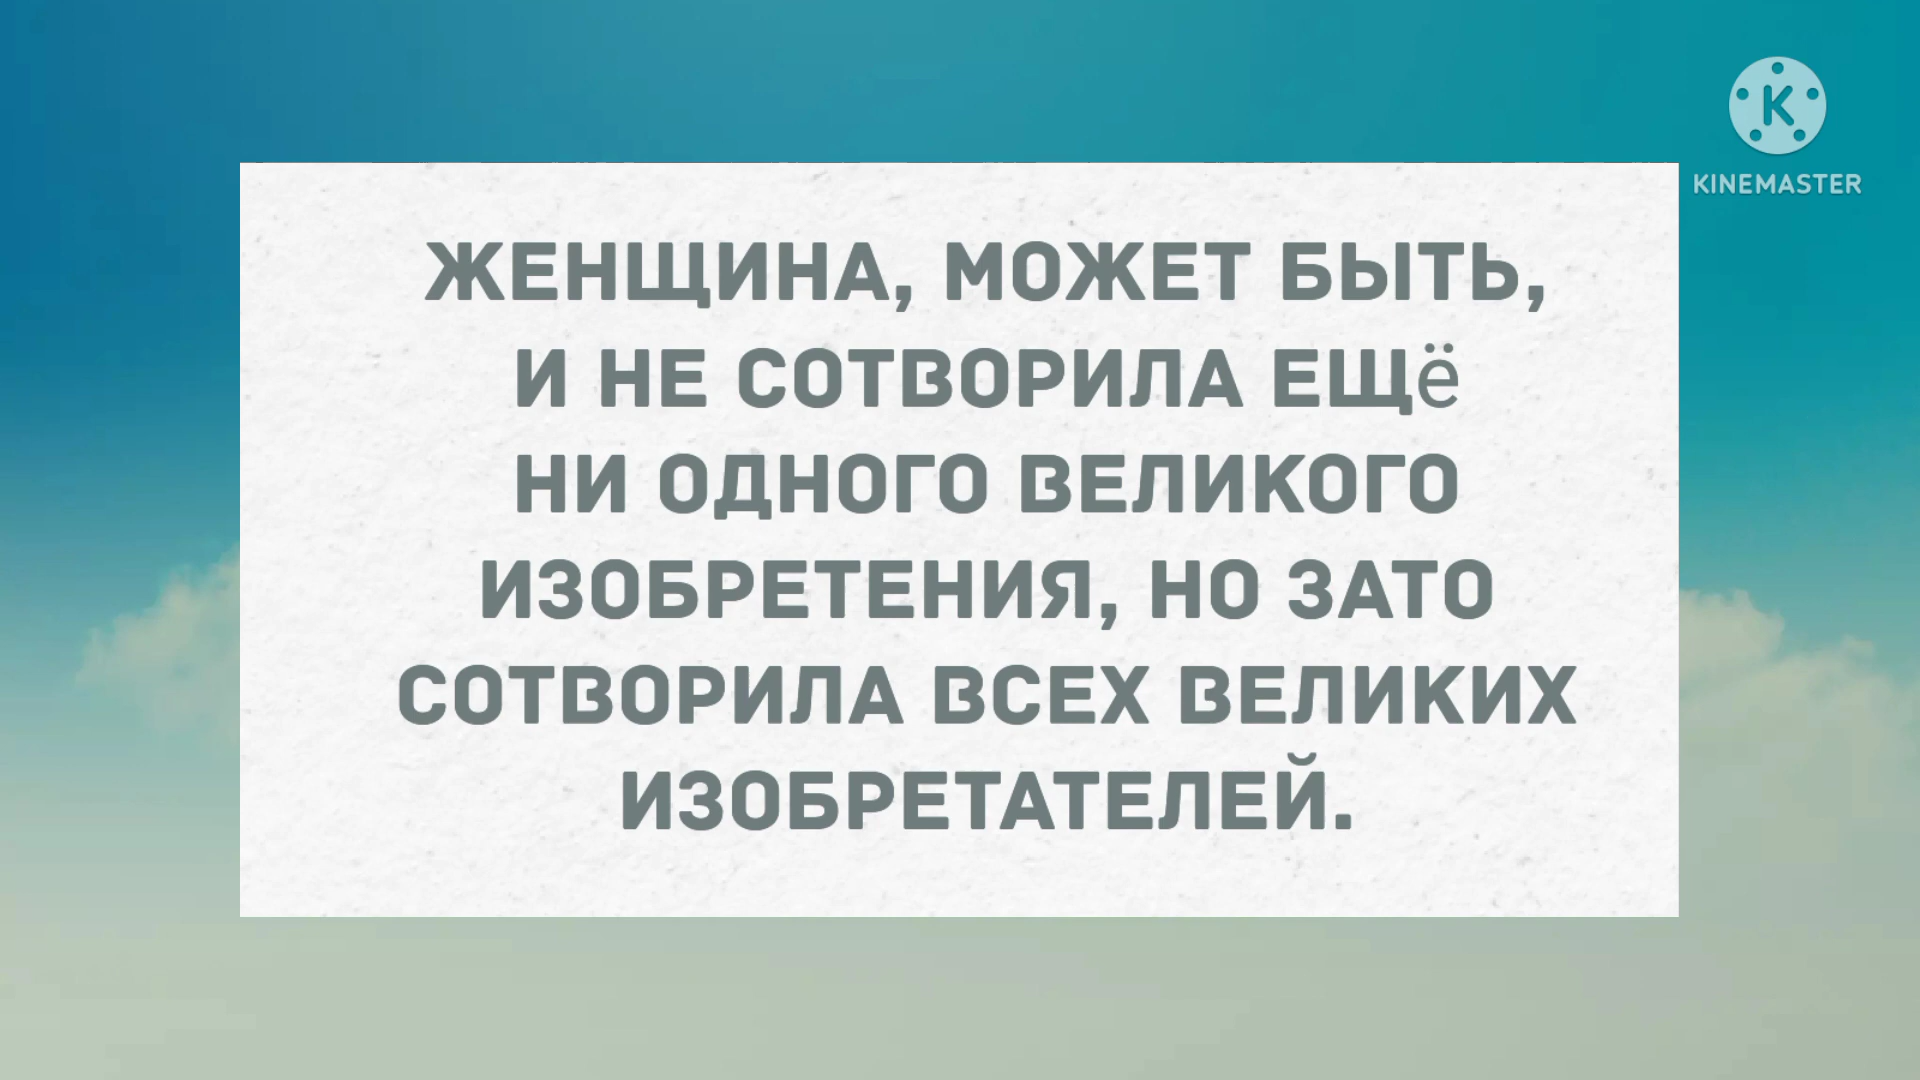 KINEMASTER
ЖЕНЩИНА, МОЖЕТ БЫТЬ,
И НЕ СОТВОРИЛА ЕЩё
НИ ОДНОГО ВЕЛИКОГО
ИЗОБРЕТЕНИЯ, НО ЗАТО
СОТВОРИЛА ВСЕХ ВЕЛИКИХ
ИЗОБРЕТАТЕЛЕЙ.